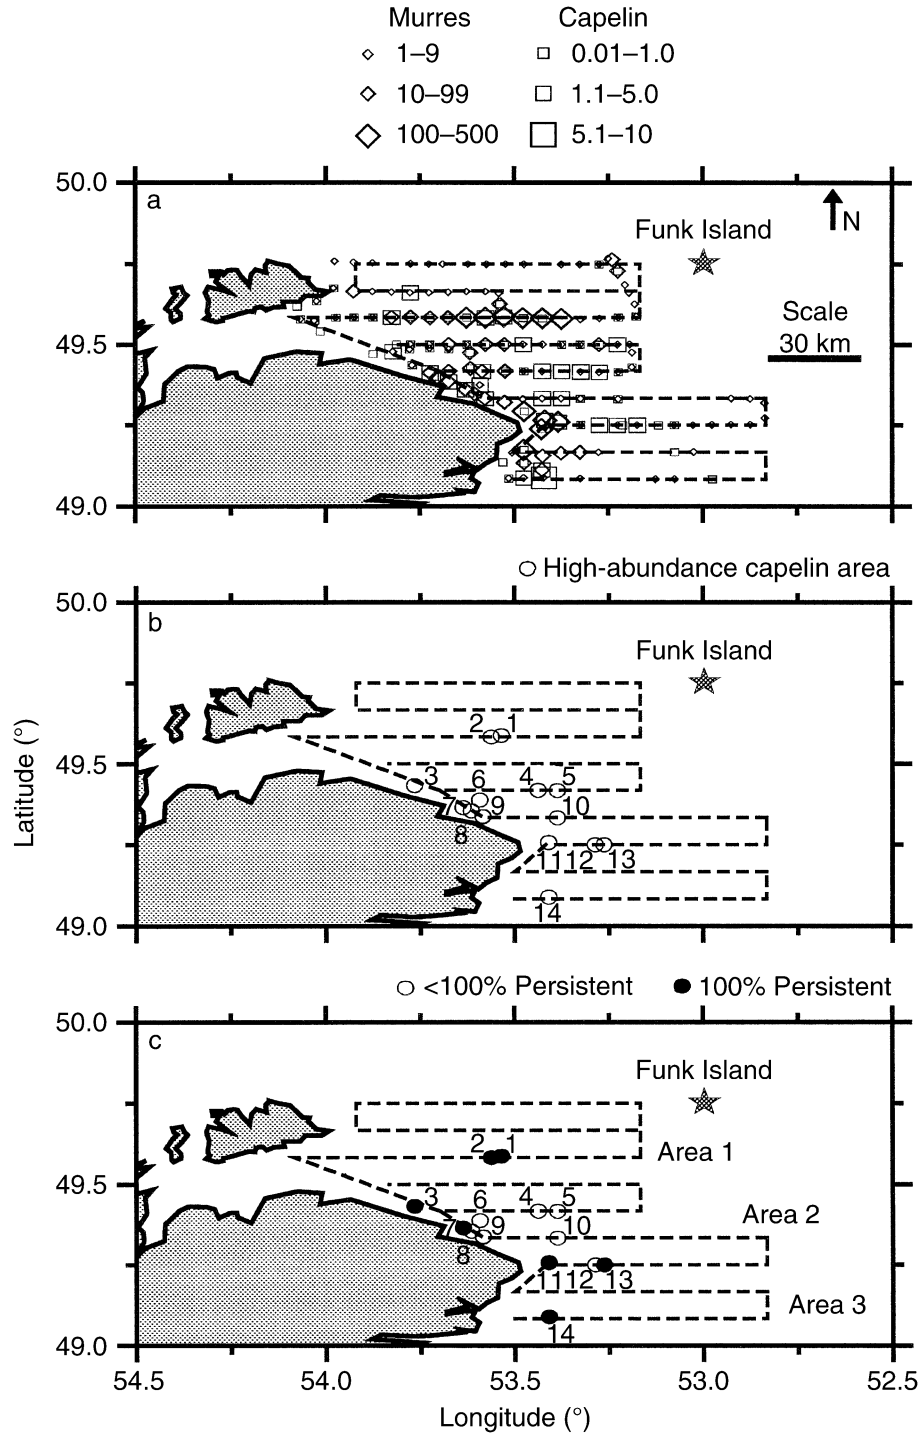 Murres Capelin
1–9 0.01–1.0
10–99 1.1–5.0
100–500 5.1–10
50.0
a
N
Funk Island
Scale
30 km
49.5
49.0
High-abundance capelin area
50.0
b
Funk Island
2 1
49.5
3 6 4 5
7 9 10
8
11 12 13
14
49.0
Latitude (°)
<100% Persistent 100% Persistent
50.0
c
Funk Island
2 1
Area 1
49.5
3 6 4 5
Area 2
7 9 10
8
11 12 13
Area 3
14
49.0
54.5 54.0 53.5 53.0 52.5
Longitude (°)